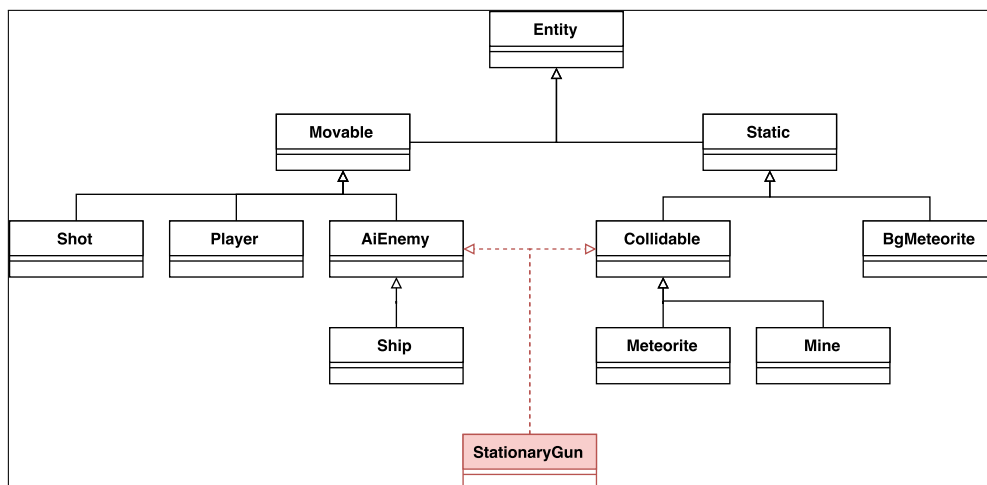 Entity
Movable
Static
Shot
Player
AiEnemy
Collidable
BgMeteorite
Ship
Meteorite
Mine
StationaryGun